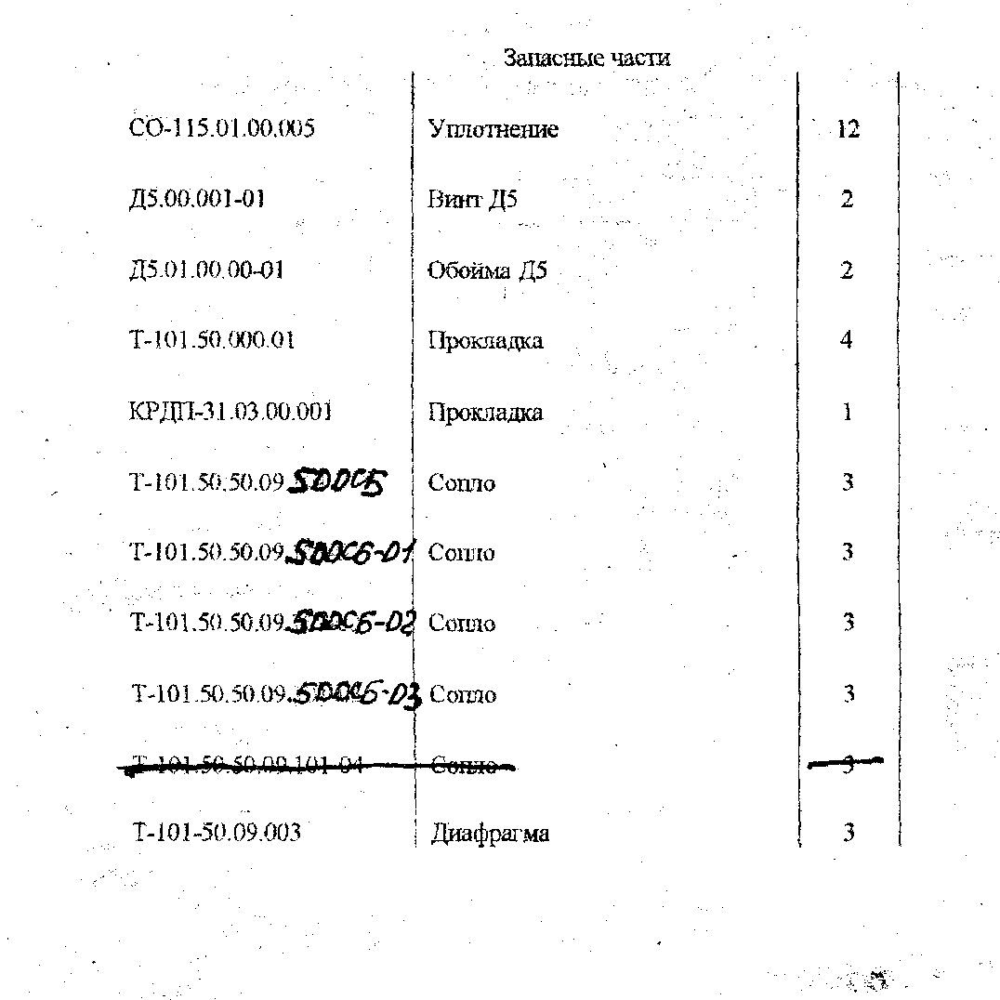 Запасные части
СО-115.01.00.005 Уплотнение 12
Д5.00.001-01 Винт Д5 2
Д5.01.00.00-01 Обойма Д5 2
Т-101.50.000.01 Прокладка 4
КРДП-31.03.00.001 Прокладка 1
Т-101.50.50.09.500СБ Сопло 3
Т-101.50.50.09.500СБ-01 Сопло 3
Т-101.50.50.09.500СБ-02 Сопло 3
Т-101.50.50.09.500СБ-03 Сопло 3
Т-101.50.50.09.101-04 Сопло 3
Т-101-50.09.003 Диафрагма 3